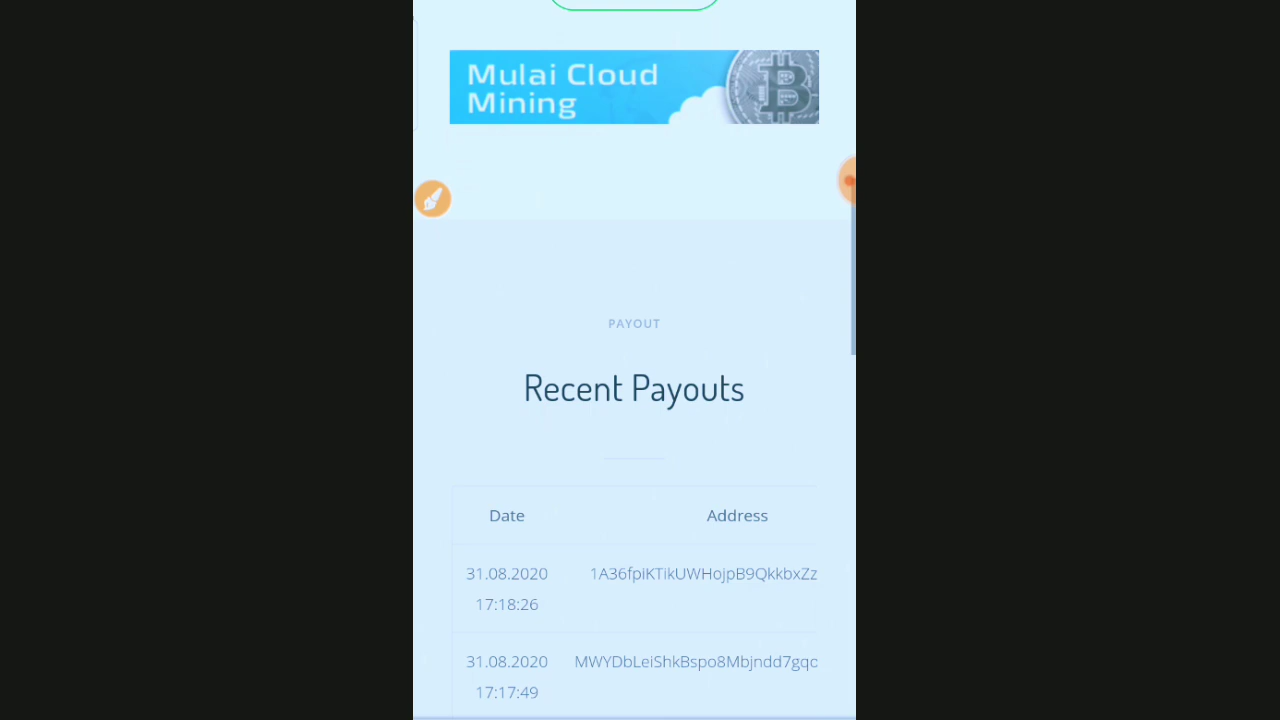 Mulai Cloud
Mining
PAYOUT
Recent Payouts
Date Address
31.08.2020 1A36fpiKTikUWHojpB9QkkbxZz
17:18:26
31.08.2020 MWYDbLeiShkBspo8Mbjndd7gqc
17:17:49